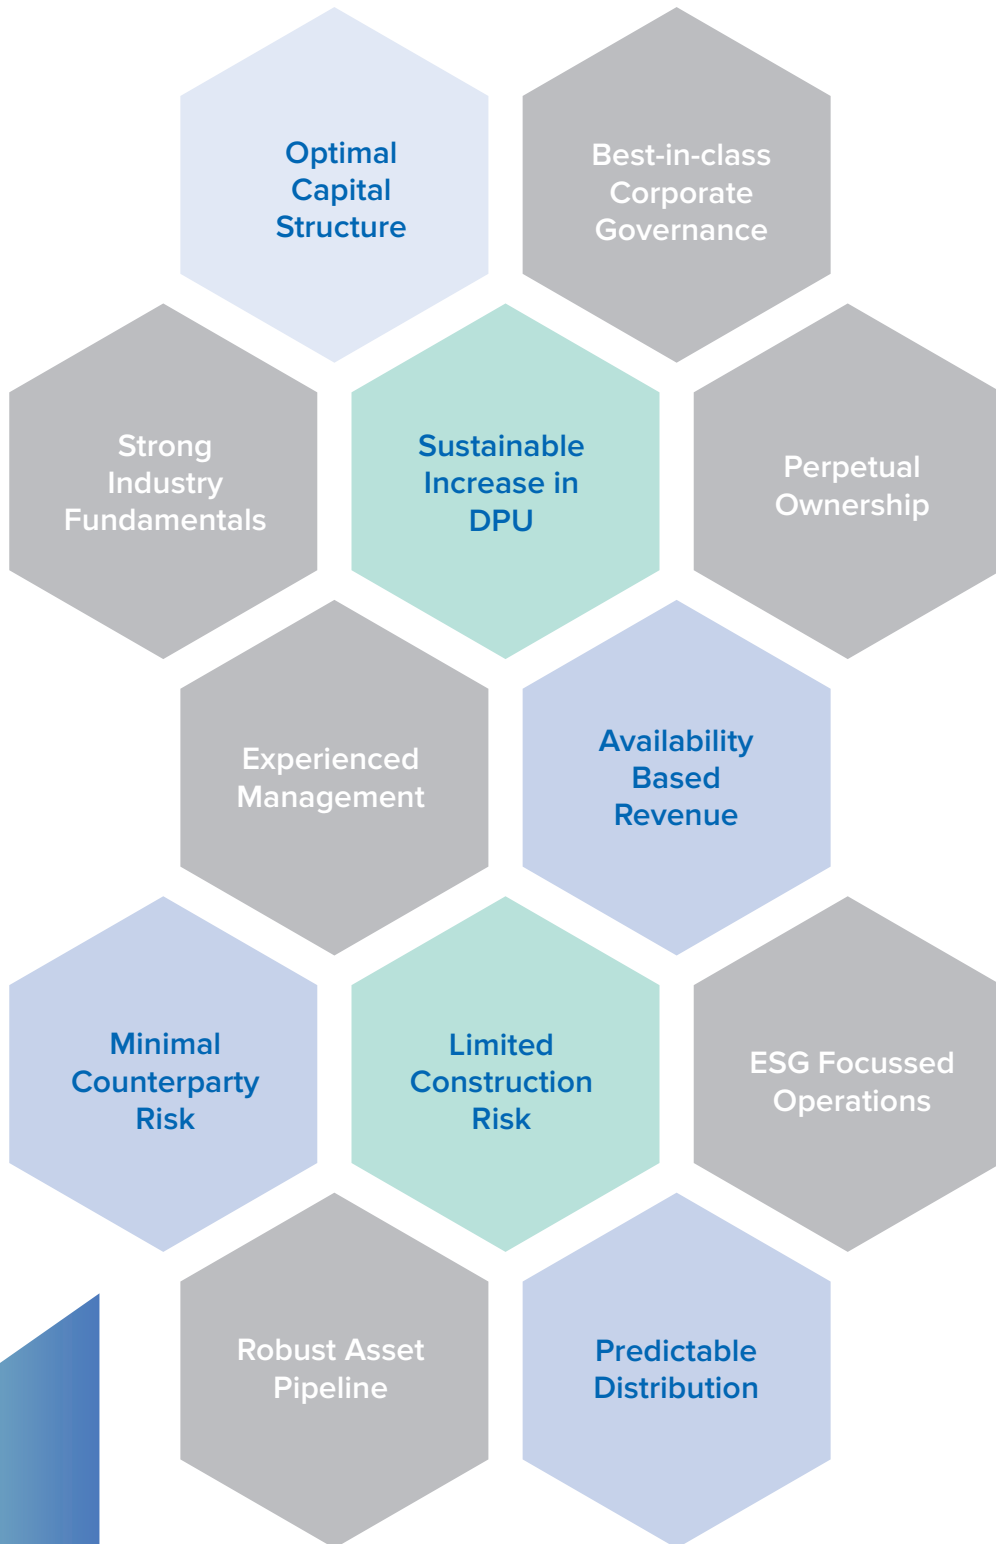 Optimal
Capital
Structure
Best-in-class
Corporate
Governance
Strong
Industry
Fundamentals
Sustainable
Increase in
DPU
Perpetual
Ownership
Experienced
Management
Availability
Based
Revenue
Minimal
Counterparty
Risk
Limited
Construction
Risk
ESG Focussed
Operations
Robust Asset
Pipeline
Predictable
Distribution